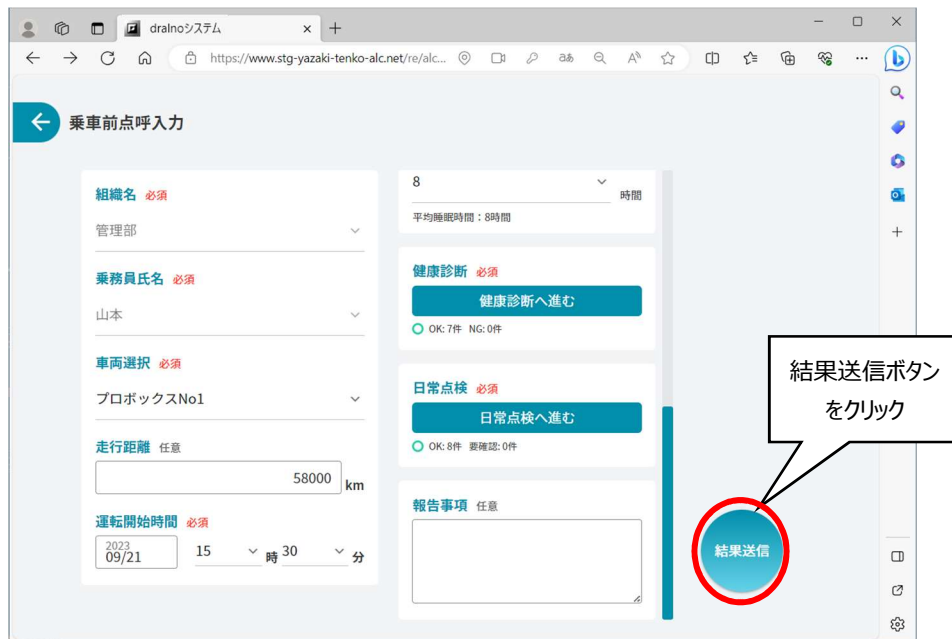 dralnoシステム
https://www.stg-yazaki-tenko-alc.net/re/alc...
乗車前点呼入力
組織名 必須
管理部
乗務員氏名 必須
山本
車両選択 必須
プロボックスNo1
走行距離 任意
58000 km
運転開始時間 必須
2023
09/21 15 時 30 分
8 時間
平均睡眠時間：8時間
健康診断 必須
健康診断へ進む
OK: 7件 NG: 0件
日常点検 必須
日常点検へ進む
OK: 8件 要確認: 0件
報告事項 任意
結果送信ボタン
をクリック
結果送信